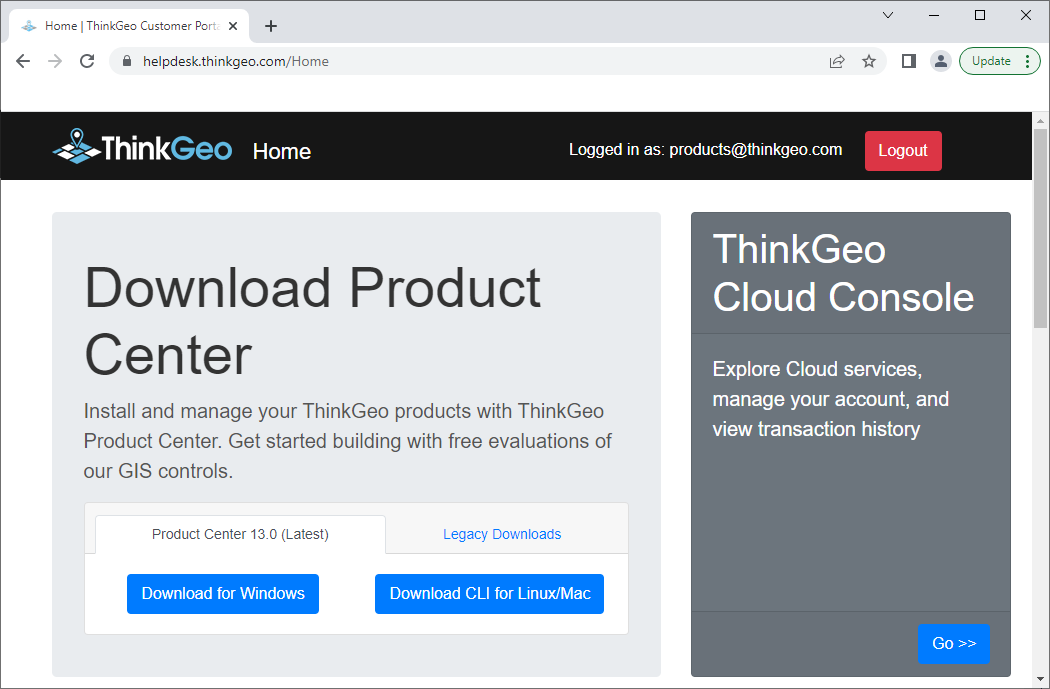 Home | ThinkGeo Customer Porta
helpdesk.thinkgeo.com/Home
Update
ThinkGeo
Home
Logged in as: products@thinkgeo.com
Logout
Download Product
Center
Install and manage your ThinkGeo products with ThinkGeo
Product Center. Get started building with free evaluations of
our GIS controls.
Product Center 13.0 (Latest)
Legacy Downloads
Download for Windows
Download CLI for Linux/Mac
ThinkGeo
Cloud Console
Explore Cloud services,
manage your account, and
view transaction history
Go >>